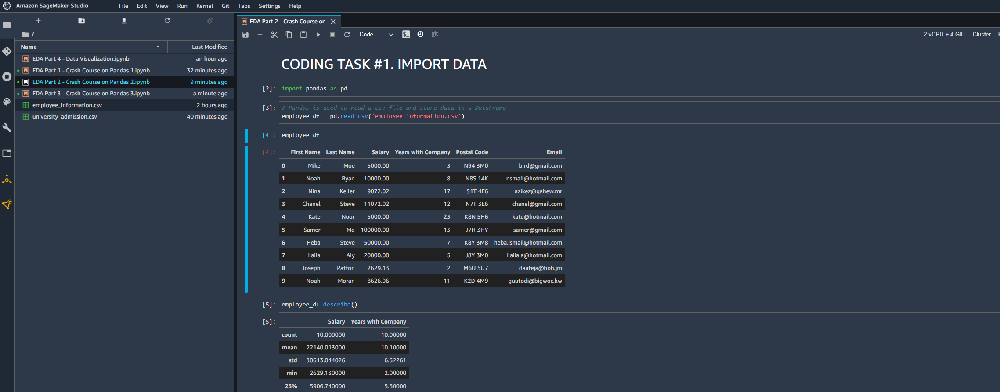 Amazon SageMaker Studio File Edit View Run Kernel Git Tabs Settings Help
/
Name Last Modified
EDA Part 4 - Data Visualization.ipynb an hour ago
EDA Part 1 - Crash Course on Pandas 1.ipynb 32 minutes ago
EDA Part 2 - Crash Course on Pandas 2.ipynb 9 minutes ago
EDA Part 3 - Crash Course on Pandas 3.ipynb a minute ago
employee_information.csv 2 hours ago
university_admission.csv 40 minutes ago
EDA Part 2 - Crash Course on
Code $_ git 2 vCPU + 4 GiB Cluster
CODING TASK #1. IMPORT DATA
[2]: import pandas as pd
[3]: # Pandas is used to read a csv file and store data in a DataFrame
employee_df = pd.read_csv('employee_information.csv')
[4]: employee_df
[4]: First Name Last Name Salary Years with Company Postal Code Email
0 Mike Moe 5000.00 3 N94 3M0 bird@gmail.com
1 Noah Ryan 10000.00 8 N8S 14K nsmall@hotmail.com
2 Nina Keller 9072.02 17 S1T 4E6 azikez@gahew.mr
3 Chanel Steve 11072.02 12 N7T 3E6 chanel@gmail.com
4 Kate Noor 5000.00 23 K8N 5H6 kate@hotmail.com
5 Samer Mo 100000.00 13 J7H 3HY samer@gmail.com
6 Heba Steve 50000.00 7 K8Y 3M8 heba.ismail@hotmail.com
7 Laila Aly 20000.00 5 J8Y 3M0 Laila.a@hotmail.com
8 Joseph Patton 2629.13 2 M6U 5U7 daafeja@boh.jm
9 Noah Moran 8626.96 11 K2D 4M9 guutodi@bigwoc.kw
[5]: employee_df.describe()
[5]: Salary Years with Company
count 10.000000 10.00000
mean 22140.013000 10.10000
std 30613.044026 6.52261
min 2629.130000 2.00000
25% 5906.740000 5.50000